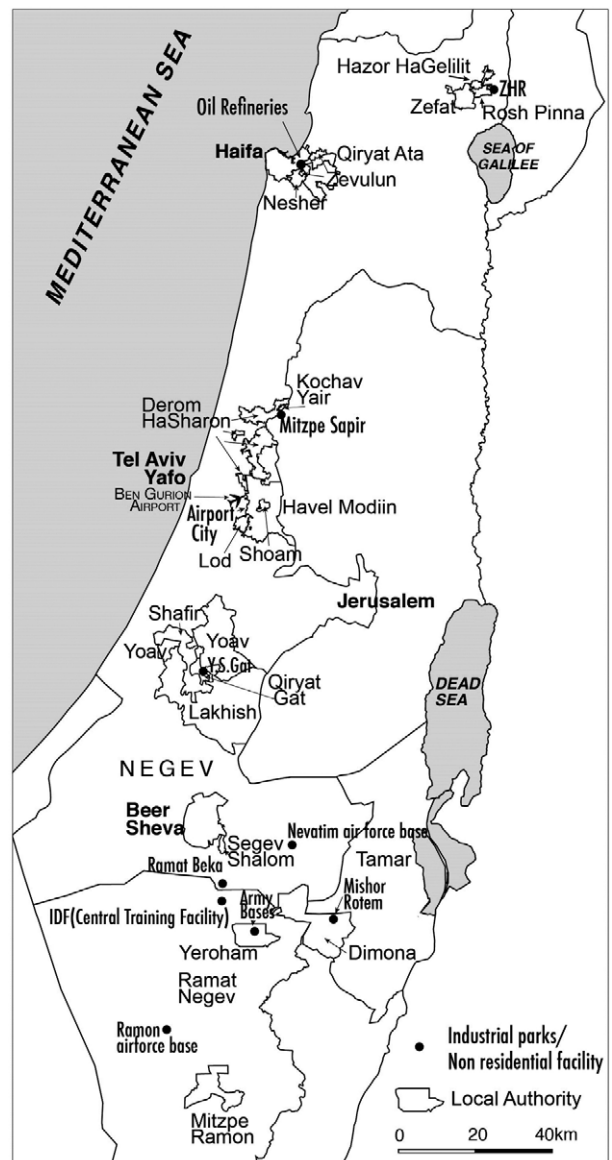 MEDITERRANEAN SEA
Hazor HaGelilit
ZHR
Zefat
Rosh Pinna
Oil Refineries
Haifa
Qiryat Ata
Zevulun
Nesher
SEA OF
GALILEE
Kochav
Yair
Derom
HaSharon
Mitzpe Sapir
Tel Aviv
Yafo
BEN GURION
AIRPORT
Airport
City
Havel Modiin
Lod
Shoam
Jerusalem
Shafir
Yoav
Yoav
Y.S.Gat
Qiryat
Gat
Lakhish
DEAD
SEA
NEGEV
Beer
Sheva
Segev
Shalom
Nevatim air force base
Tamar
Ramat Beka
Mishor
Rotem
IDF(Central Training Facility)
Army
Bases
Yeroham
Dimona
Ramat
Negev
Ramon
airforce base
Mitzpe
Ramon
Industrial parks/
Non residential facility
Local Authority
0 20 40km